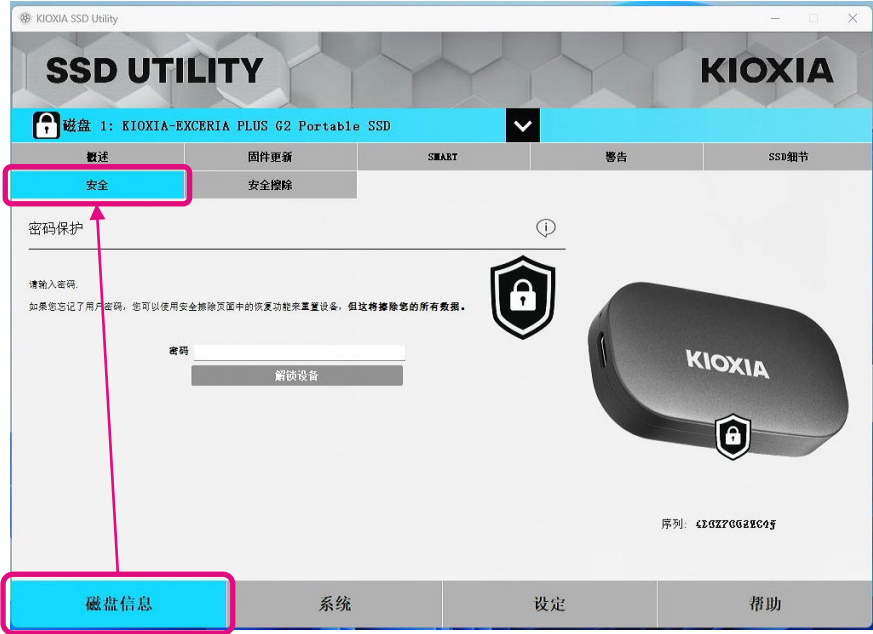 KIOXIA SSD Utility
SSD UTILITY
KIOXIA
磁盘 1: KIOXIA-EXCERIA PLUS G2 Portable SSD
概述
固件更新
SMART
警告
SSD细节
安全
安全擦除
密码保护
请输入密码.
如果您忘记了用户密码，您可以使用安全擦除页面中的恢复功能来重置设备，但这将擦除您的所有数据。
密码
解锁设备
KIOXIA
序列:
磁盘信息
系统
设定
帮助